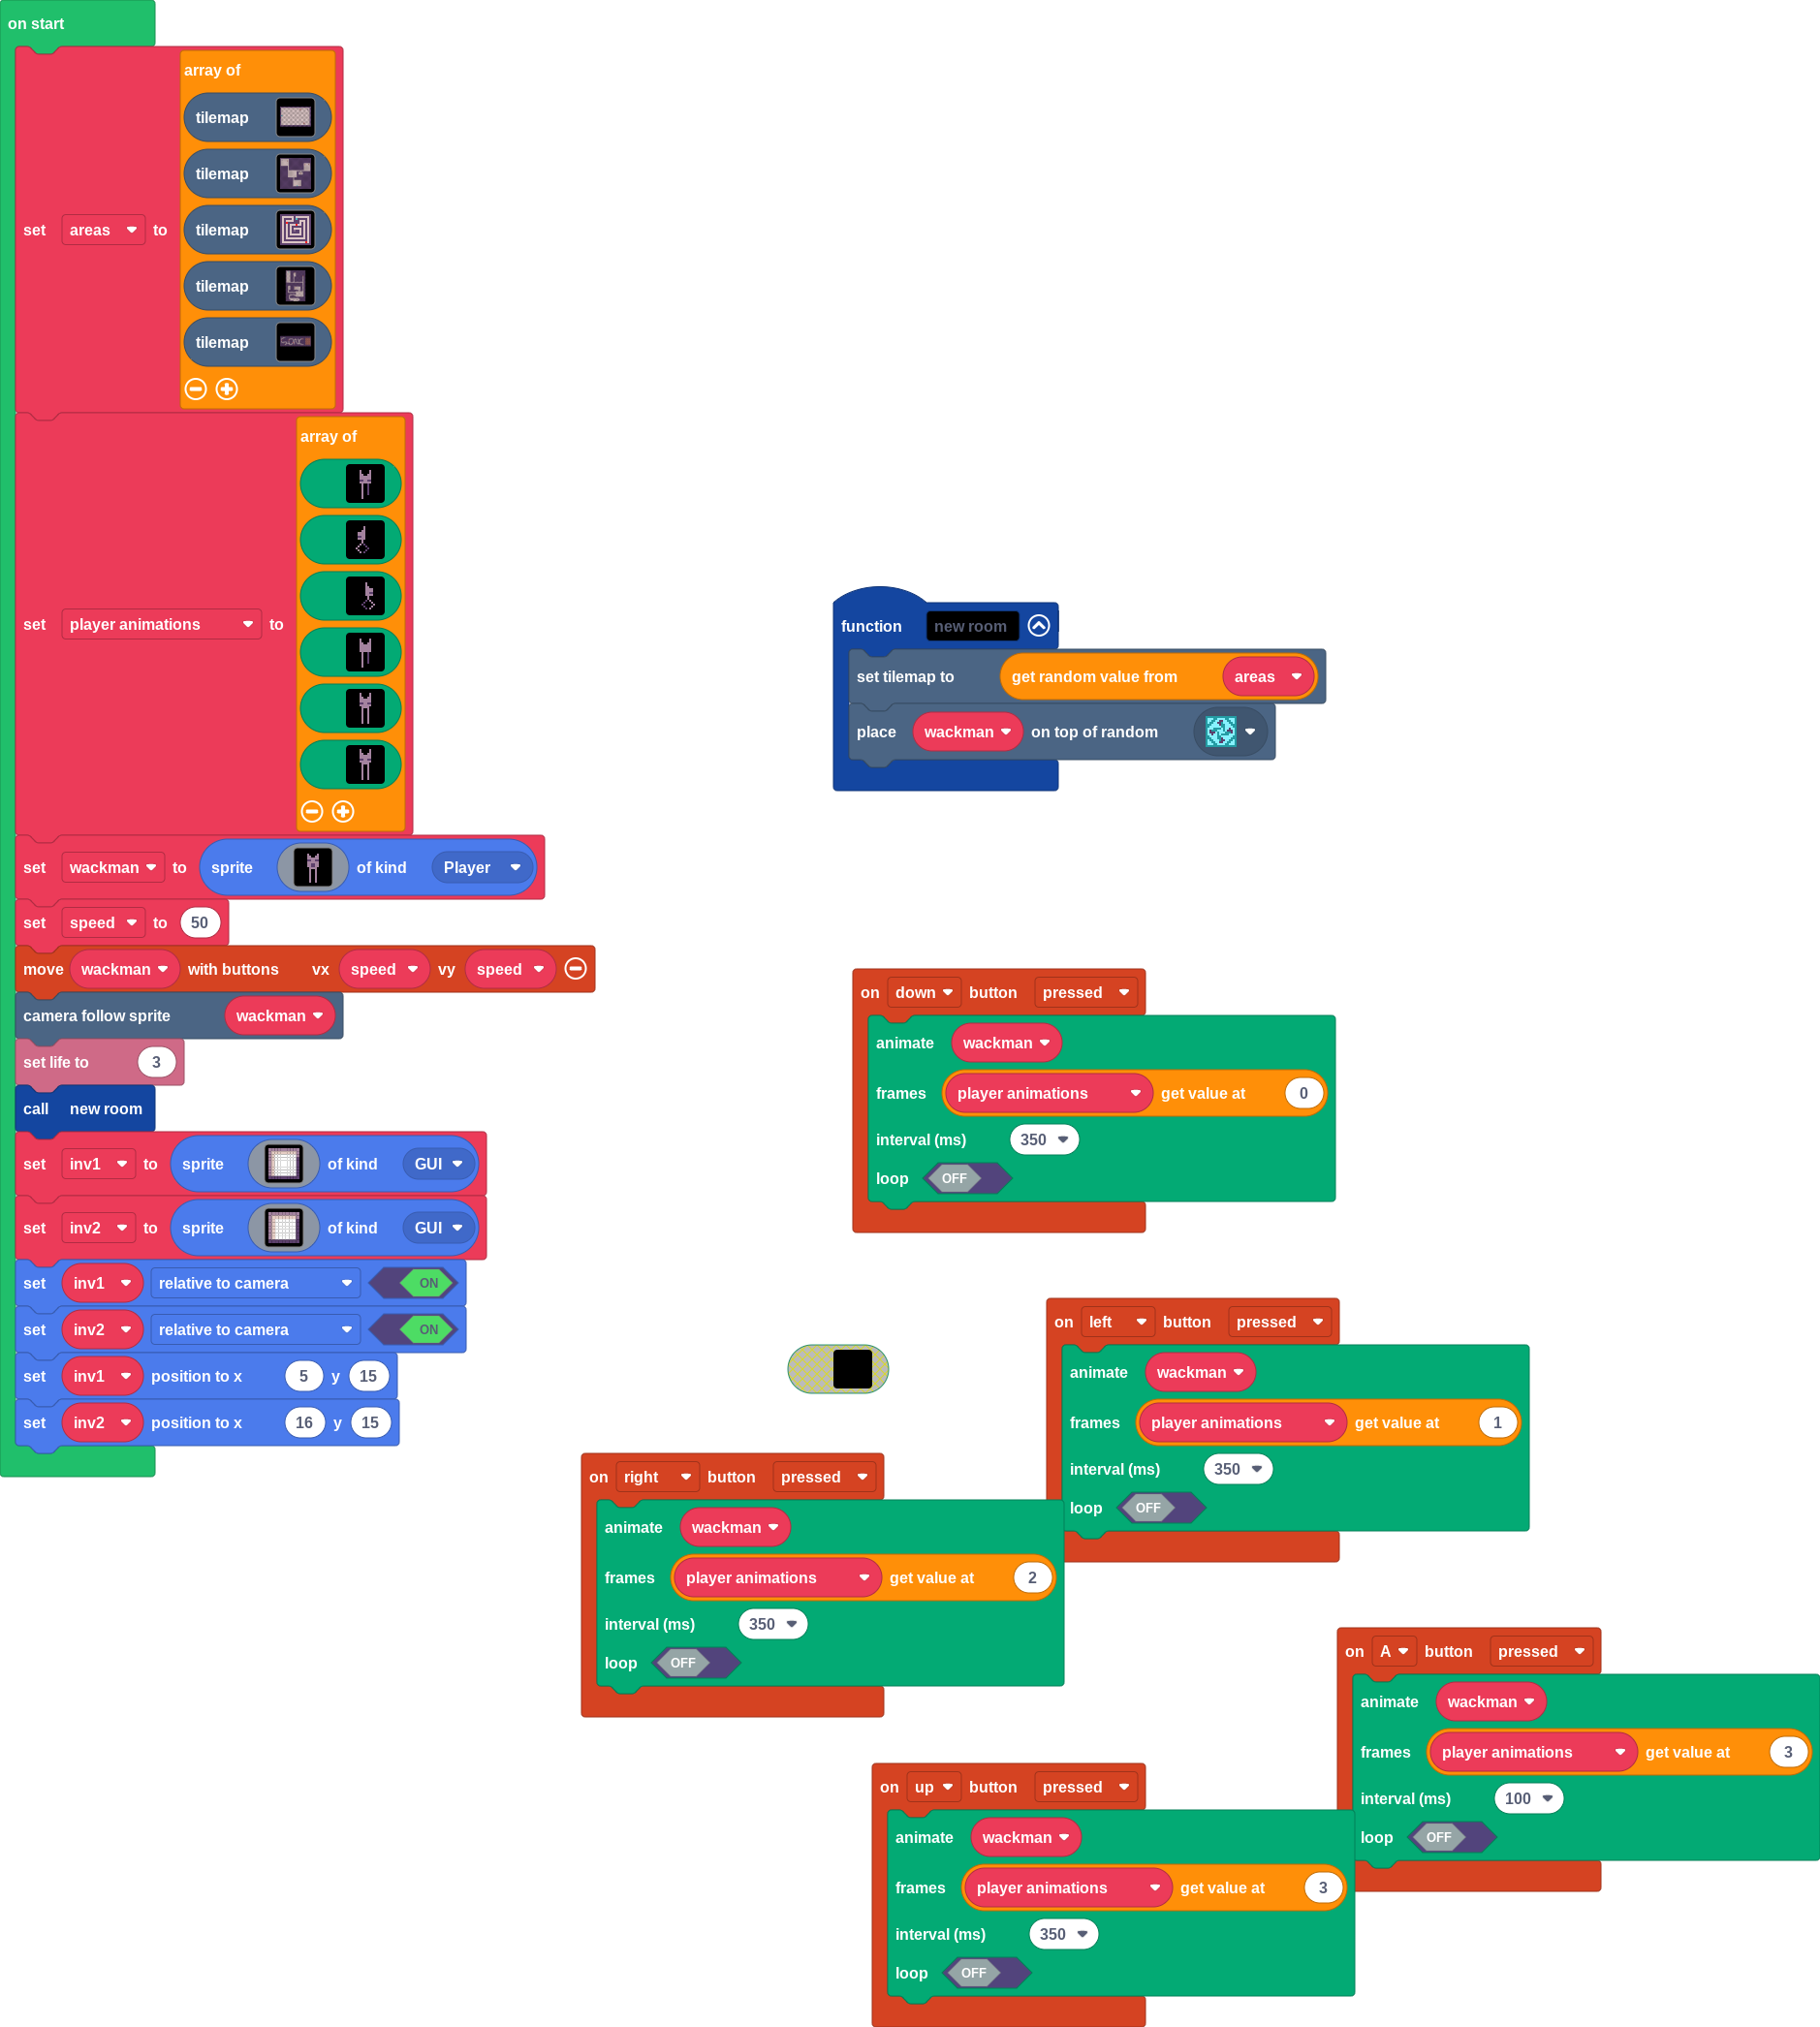 on start
set areas to array of
tilemap
tilemap
tilemap
tilemap
tilemap
set player animations to array of
set wackman to sprite of kind Player
set speed to 50
move wackman with buttons vx speed vy speed
camera follow sprite wackman
set life to 3
call new room
set inv1 to sprite of kind GUI
set inv2 to sprite of kind GUI
set inv1 relative to camera ON
set inv2 relative to camera ON
set inv1 position to x 5 y 15
set inv2 position to x 16 y 15
function new room
set tilemap to get random value from areas
place wackman on top of random
on down button pressed
animate wackman
frames player animations get value at 0
interval (ms) 350
loop OFF
on left button pressed
animate wackman
frames player animations get value at 1
interval (ms) 350
loop OFF
on right button pressed
animate wackman
frames player animations get value at 2
interval (ms) 350
loop OFF
on A button pressed
animate wackman
frames player animations get value at 3
interval (ms) 100
loop OFF
on up button pressed
animate wackman
frames player animations get value at 3
interval (ms) 350
loop OFF